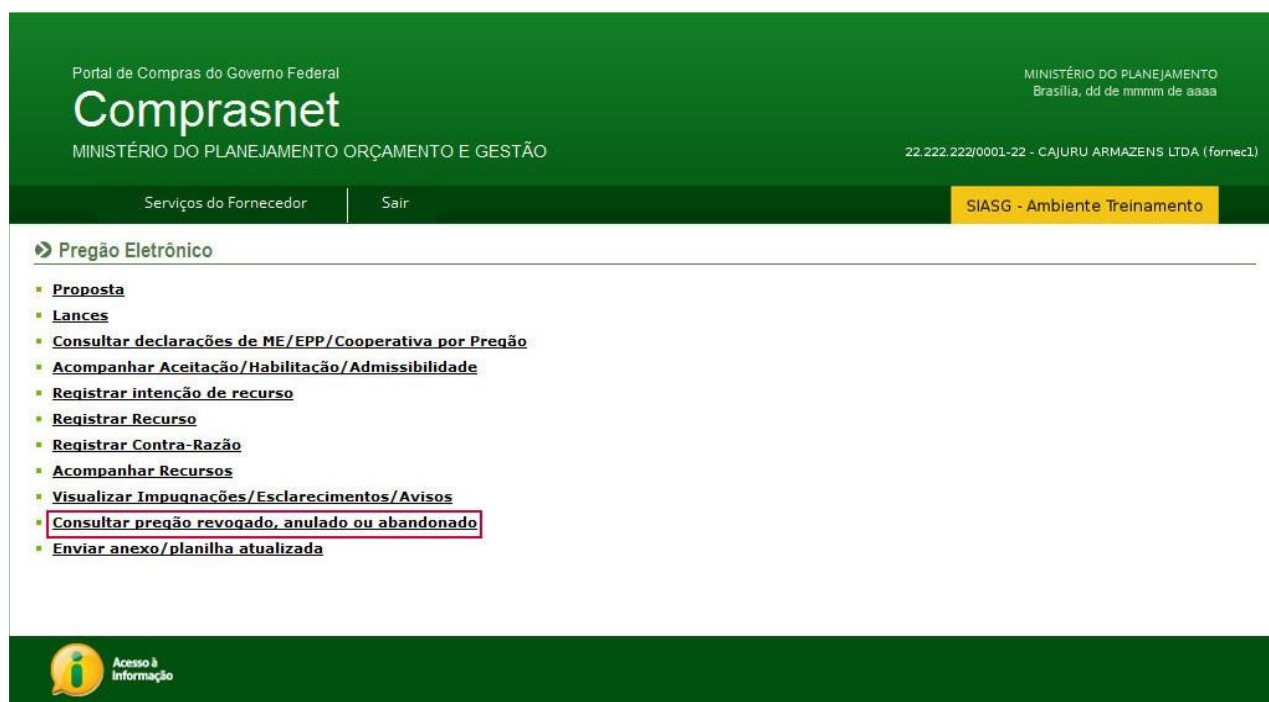 Portal de Compras do Governo Federal
Comprasnet
MINISTÉRIO DO PLANEJAMENTO ORÇAMENTO E GESTÃO
MINISTÉRIO DO PLANEJAMENTO
Brasília, dd de mmmm de aaaa
22.222.222/0001-22 - CAJURU ARMAZENS LTDA (fornec1)
Serviços do Fornecedor
Sair
SIASG - Ambiente Treinamento
Pregão Eletrônico
Proposta
Lances
Consultar declarações de ME/EPP/Cooperativa por Pregão
Acompanhar Aceitação/Habilitação/Admissibilidade
Registrar intenção de recurso
Registrar Recurso
Registrar Contra-Razão
Acompanhar Recursos
Visualizar Impugnações/Esclarecimentos/Avisos
Consultar pregão revogado, anulado ou abandonado
Enviar anexo/planilha atualizada
i
Acesso à
Informação